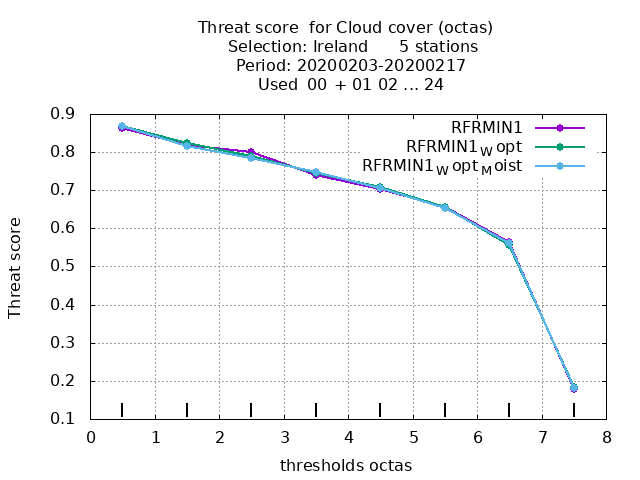 Threat score  for Cloud cover (octas)
Selection: Ireland      5 stations
Period: 20200203-20200217
Used  00  + 01 02 ... 24
RFRMIN1
RFRMIN1Wopt
RFRMIN1WoptMoist
Threat score
0.9
0.8
0.7
0.6
0.5
0.4
0.3
0.2
0.1
0 1 2 3 4 5 6 7 8
thresholds octas